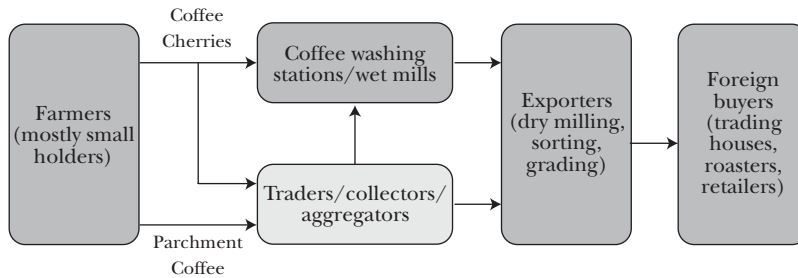 Coffee
Cherries
Farmers
(mostly small
holders)
Parchment
Coffee
Coffee washing
stations/wet mills
Traders/collectors/
aggregators
Exporters
(dry milling,
sorting,
grading)
Foreign
buyers
(trading
houses,
roasters,
retailers)